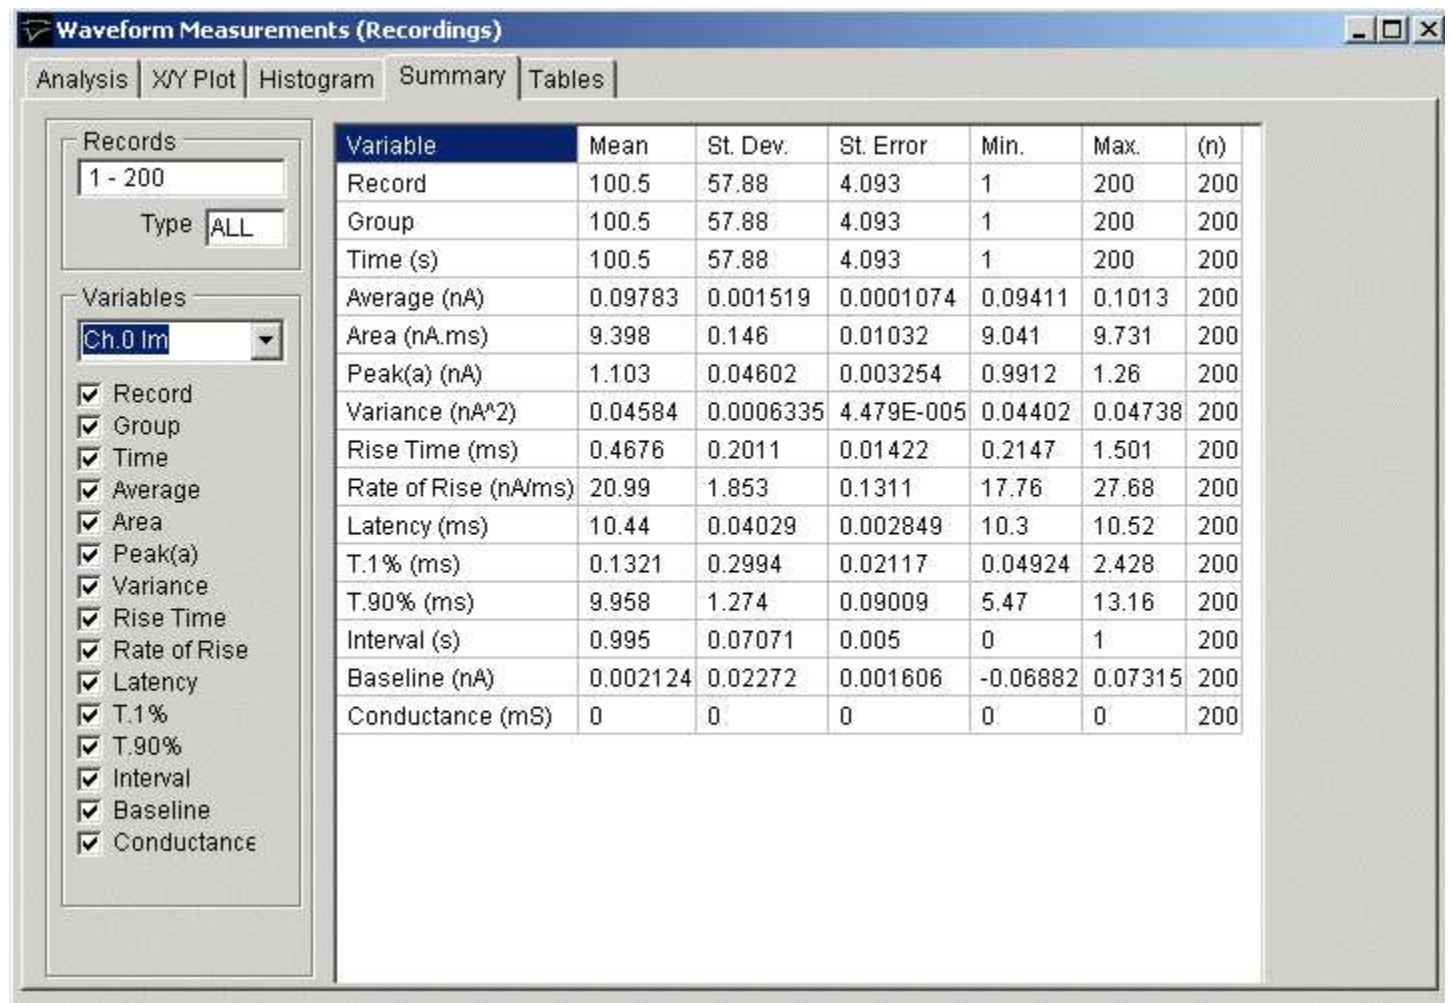 Waveform Measurements (Recordings)
Analysis X/Y Plot Histogram Summary Tables
Records
1 - 200
Type ALL
Variables
Ch.0 Im
Record
Group
Time
Average
Area
Peak(a)
Variance
Rise Time
Rate of Rise
Latency
T.1%
T.90%
Interval
Baseline
Conductance
Variable Mean St. Dev. St. Error Min. Max. (n)
Record 100.5 57.88 4.093 1 200 200
Group 100.5 57.88 4.093 1 200 200
Time (s) 100.5 57.88 4.093 1 200 200
Average (nA) 0.09783 0.001519 0.0001074 0.09411 0.1013 200
Area (nA.ms) 9.398 0.146 0.01032 9.041 9.731 200
Peak(a) (nA) 1.103 0.04602 0.003254 0.9912 1.26 200
Variance (nA^2) 0.04584 0.0006335 4.479E-005 0.04402 0.04738 200
Rise Time (ms) 0.4676 0.2011 0.01422 0.2147 1.501 200
Rate of Rise (nA/ms) 20.99 1.853 0.1311 17.76 27.68 200
Latency (ms) 10.44 0.04029 0.002849 10.3 10.52 200
T.1% (ms) 0.1321 0.2994 0.02117 0.04924 2.428 200
T.90% (ms) 9.958 1.274 0.09009 5.47 13.16 200
Interval (s) 0.995 0.07071 0.005 0 1 200
Baseline (nA) 0.002124 0.02272 0.001606 -0.06882 0.07315 200
Conductance (mS) 0 0 0 0 0 200